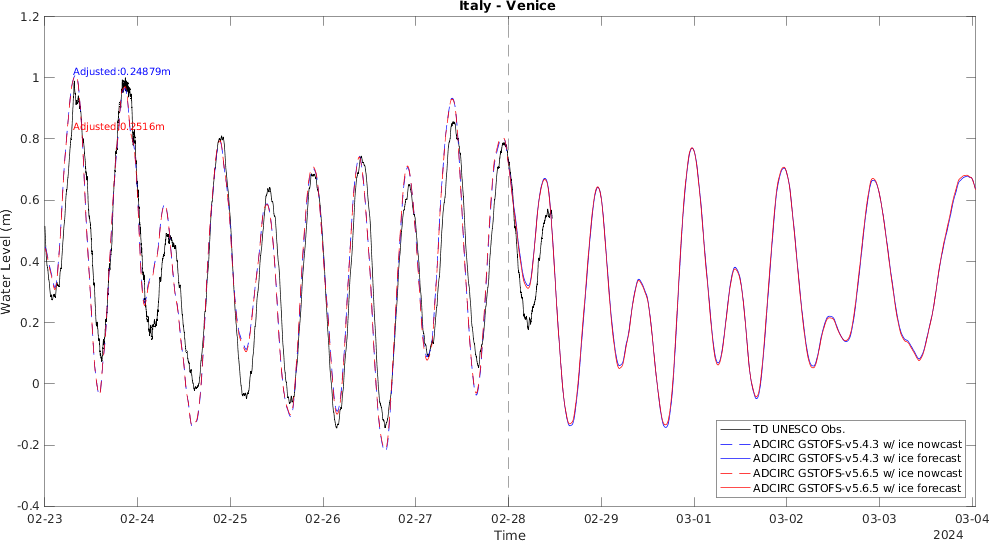 Italy - Venice
1.2
1
0.8
0.6
0.4
0.2
0
-0.2
-0.4
Water Level (m)
Adjusted:0.24879m
Adjusted:0.2516m
TD UNESCO Obs.
ADCIRC GSTOFS-v5.4.3 w/ ice nowcast
ADCIRC GSTOFS-v5.4.3 w/ ice forecast
ADCIRC GSTOFS-v5.6.5 w/ ice nowcast
ADCIRC GSTOFS-v5.6.5 w/ ice forecast
02-23 02-24 02-25 02-26 02-27 02-28 02-29 03-01 03-02 03-03 03-04
Time
2024